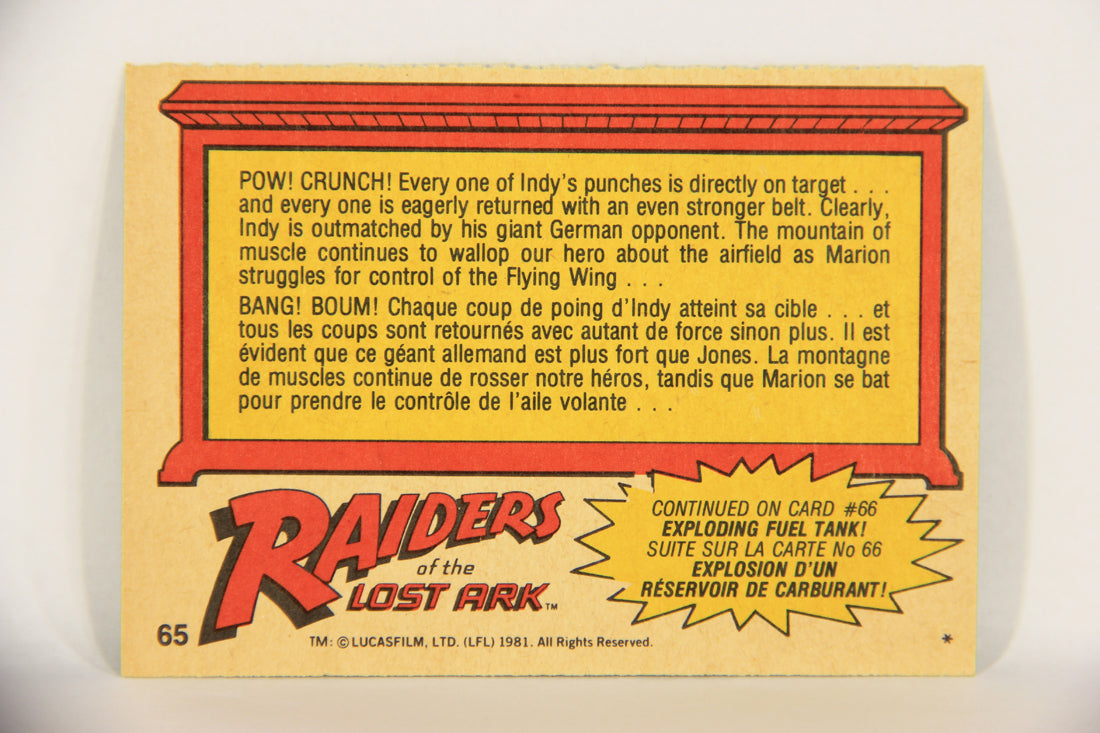 POW! CRUNCH! Every one of Indy's punches is directly on target . . .
and every one is eagerly returned with an even stronger belt. Clearly,
Indy is outmatched by his giant German opponent. The mountain of
muscle continues to wallop our hero about the airfield as Marion
struggles for control of the Flying Wing . . .
BANG! BOUM! Chaque coup de poing d'Indy atteint sa cible . . . et
tous les coups sont retournés avec autant de force sinon plus. Il est
évident que ce géant allemand est plus fort que Jones. La montagne
de muscles continue de rosser notre héros, tandis que Marion se bat
pour prendre le contrôle de l'aile volante . . .
RAIDERS
of the
LOST ARK™
CONTINUED ON CARD #66
EXPLODING FUEL TANK!
SUITE SUR LA CARTE No 66
EXPLOSION D'UN
RÉSERVOIR DE CARBURANT!
65
TM: ©LUCASFILM, LTD. (LFL) 1981. All Rights Reserved.
*